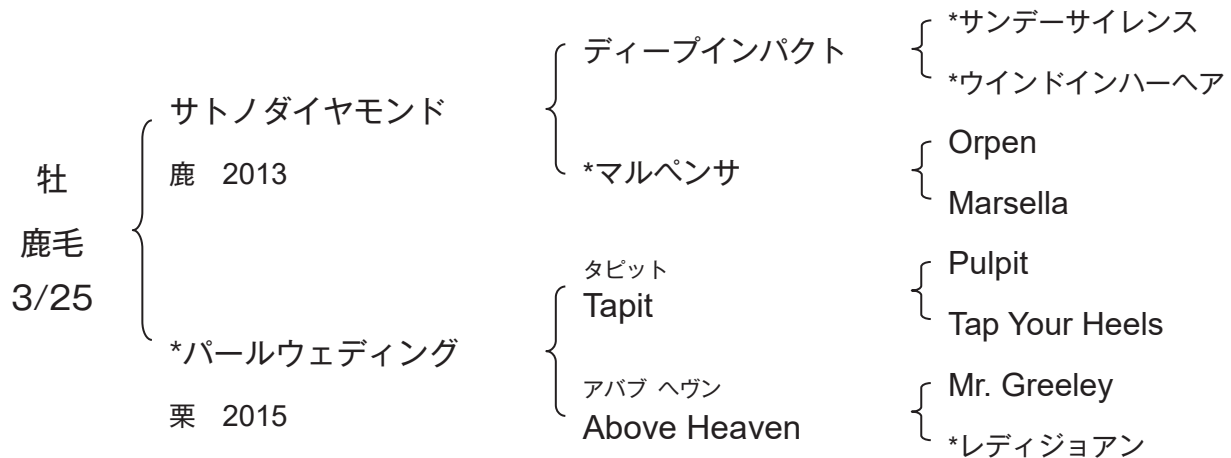 牡
鹿毛
3/25
サトノダイヤモンド
鹿　2013
*パールウェディング
栗　2015
ディープインパクト
*マルペンサ
タピット
Tapit
アバブ ヘヴン
Above Heaven
*サンデーサイレンス
*ウインドインハーヘア
Orpen
Marsella
Pulpit
Tap Your Heels
Mr. Greeley
*レディジョアン